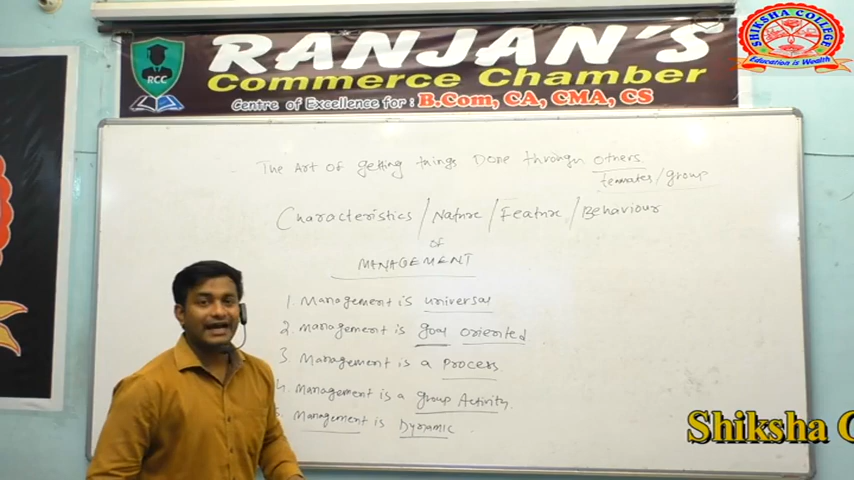 RANJAN'S
Commerce Chamber
Centre of Excellence for : B.Com, CA, CMA, CS
RCC
SHIKSHA COLLEGE
Education is Wealth
The Art of getting things Done through others
/group
Characteristics / Nature / Feature / Behaviour
of
MANAGEMENT
1. Management is universal
2. Management is goal oriented
3. Management is a process
4. Management is a group Activity.
5. Management is Dynamic
Shiksha C